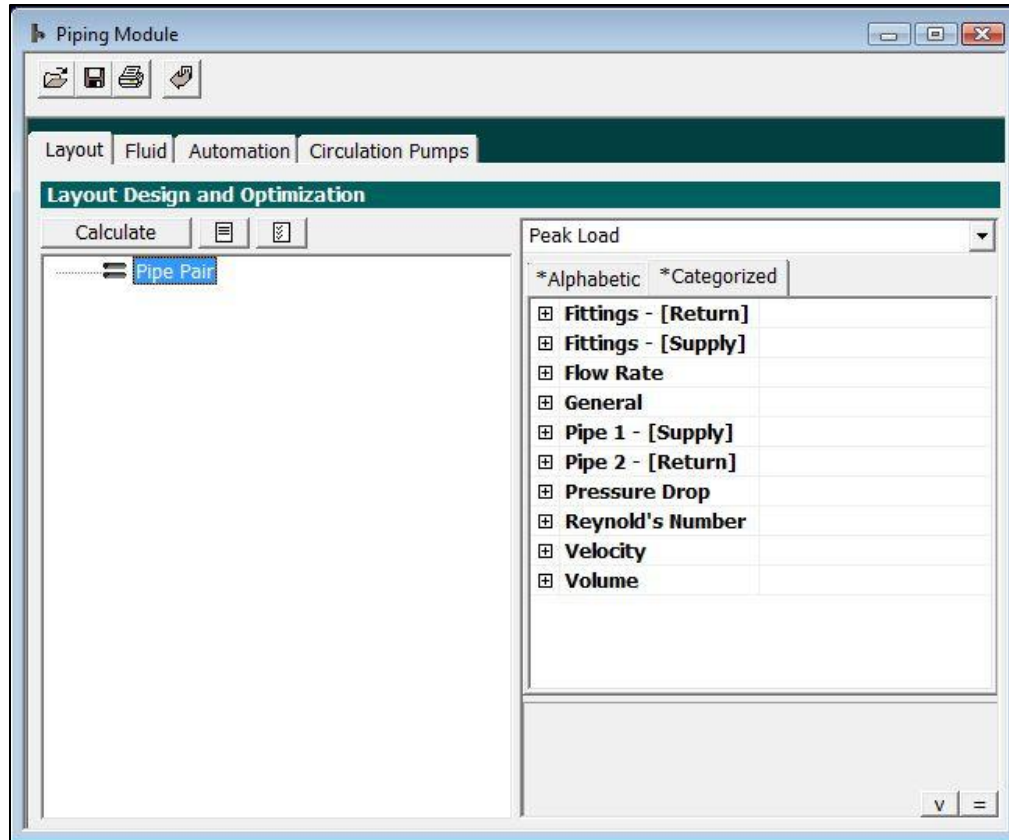 Piping Module
Layout Fluid Automation Circulation Pumps
Layout Design and Optimization
Calculate
Peak Load
Pipe Pair
*Alphabetic *Categorized
Fittings - [Return]
Fittings - [Supply]
Flow Rate
General
Pipe 1 - [Supply]
Pipe 2 - [Return]
Pressure Drop
Reynold's Number
Velocity
Volume
v =